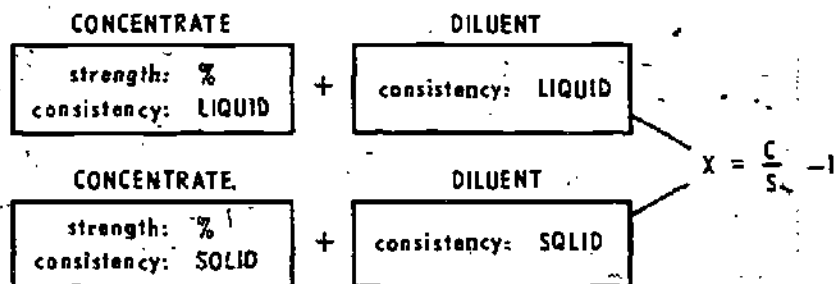 CONCENTRATE DILUENT
strength: %
consistency: LIQUID + consistency: LIQUID
X = C/S - 1
CONCENTRATE. DILUENT
strength: %
consistency: SOLID + consistency: SOLID